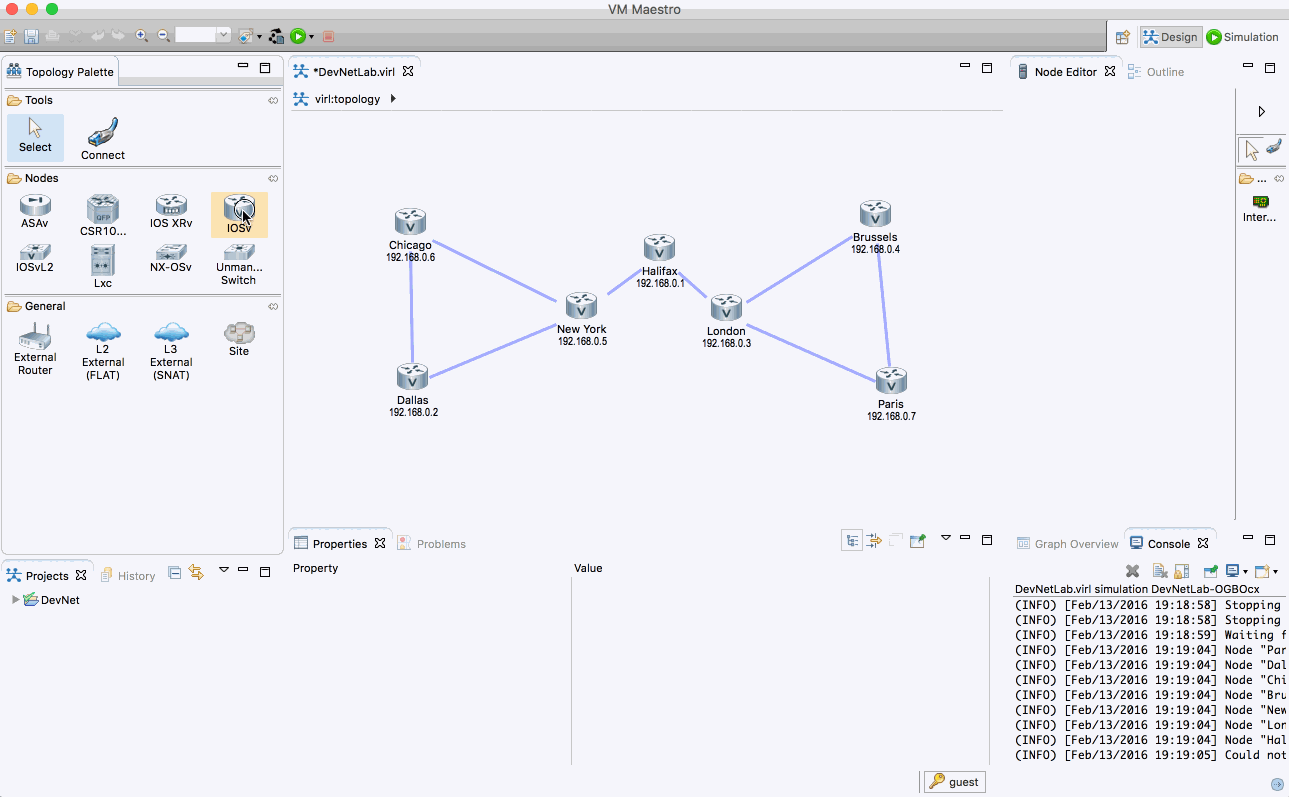 VM Maestro
Design
Simulation
Topology Palette
*DevNetLab.virl
Node Editor
Outline
virl:topology
Tools
Select
Connect
Nodes
ASAv
CSR10...
IOS XRv
IOSv
IOSvL2
Lxc
NX-OSv
Unman...
Switch
General
External
Router
L2
External
(FLAT)
L3
External
(SNAT)
Site
QFP
Chicago
192.168.0.6
Halifax
192.168.0.1
Brussels
192.168.0.4
New York
192.168.0.5
London
192.168.0.3
Dallas
192.168.0.2
Paris
192.168.0.7
...
Inter...
Projects
History
DevNet
Properties
Problems
Property
Value
Graph Overview
Console
DevNetLab.virl simulation DevNetLab-OGBOcx
(INFO) [Feb/13/2016 19:18:58] Stopping
(INFO) [Feb/13/2016 19:18:58] Stopping
(INFO) [Feb/13/2016 19:18:59] Waiting f
(INFO) [Feb/13/2016 19:19:04] Node "Par
(INFO) [Feb/13/2016 19:19:04] Node "Dal
(INFO) [Feb/13/2016 19:19:04] Node "Chi
(INFO) [Feb/13/2016 19:19:04] Node "Bru
(INFO) [Feb/13/2016 19:19:04] Node "New
(INFO) [Feb/13/2016 19:19:04] Node "Lon
(INFO) [Feb/13/2016 19:19:04] Node "Hal
(INFO) [Feb/13/2016 19:19:05] Could not
guest